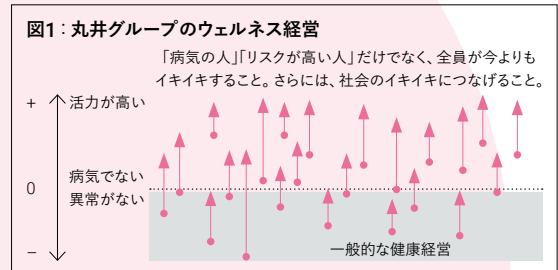 図1：丸井グループのウェルネス経営
「病気の人」「リスクが高い人」だけでなく、全員が今よりも
イキイキすること。さらには、社会のイキイキにつなげること。
+
活力が高い
0
病気でない
異常がない
−
一般的な健康経営